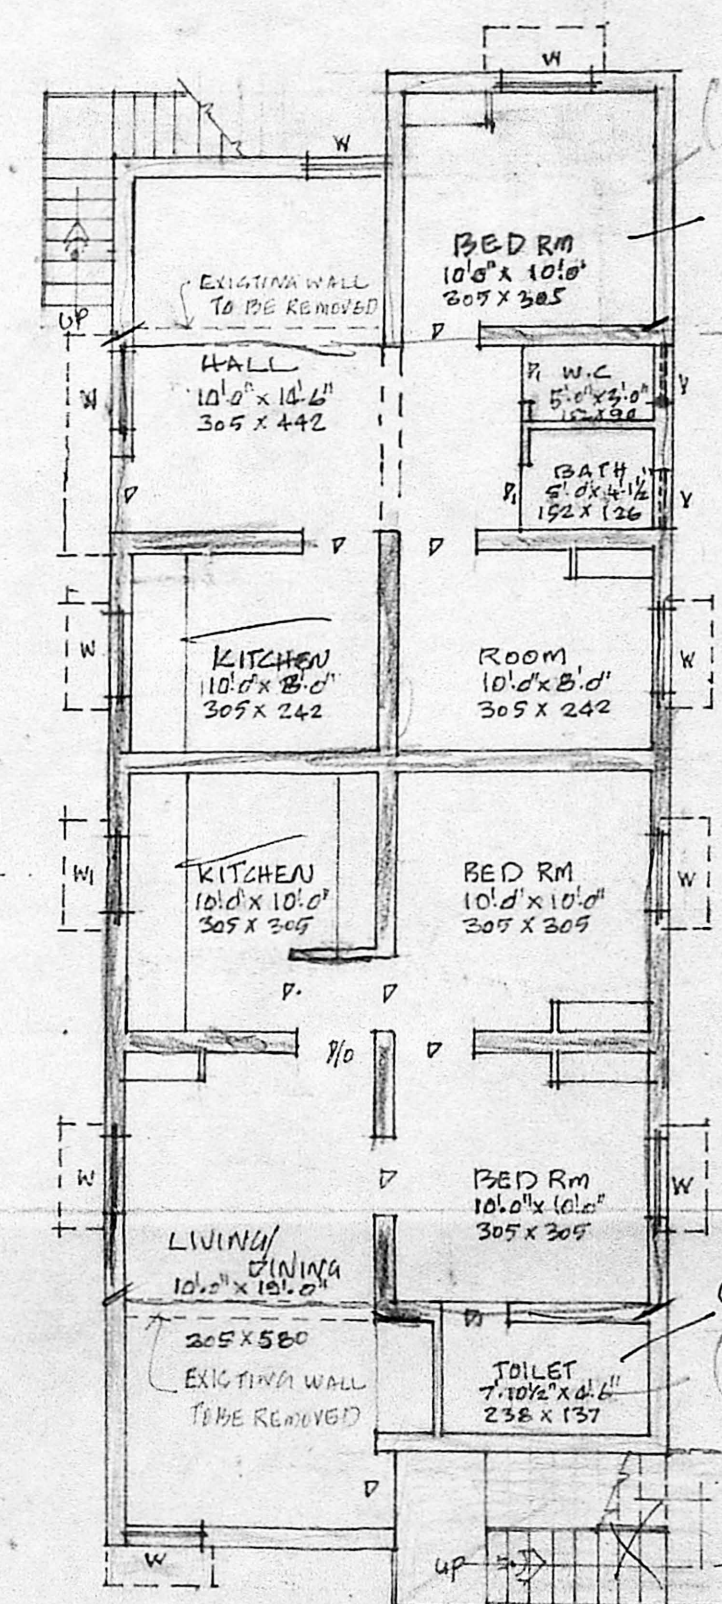 W
W
BED RM
10'.0" x 10'.0"
305 x 305
EXISTING WALL
TO BE REMOVED
UP
D
HALL
10'.0" x 14'.6"
305 x 442
D1 W.C
5'.0" x 3'.0"
152 x 90
V
W
BATH
5'.0" x 4'.1½"
152 x 126
D
D1
V
D
D
KITCHEN
10'.0" x 8'.0"
305 x 242
ROOM
10'.0" x 8'.0"
305 x 242
W
W
KITCHEN
10'.0" x 10'.0"
305 x 305
BED RM
10'.0" x 10'.0"
305 x 305
W1
W
D
D
D/O
D
W
D
BED RM
10'.0" x 10'.0"
305 x 305
W
LIVING/
DINING
10'.0" x 19'.0"
305 x 580
EXISTING WALL
TO BE REMOVED
TOILET
7'.10½" x 4'.6"
238 x 137
D
W
UP